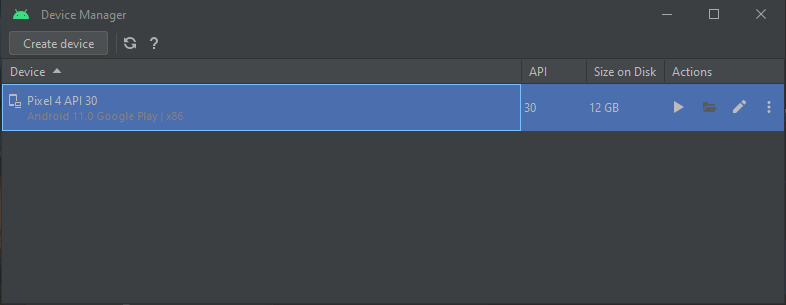 Device Manager
Create device ?
Device API Size on Disk Actions
Pixel 4 API 30 30 12 GB
Android 11.0 Google Play | x86